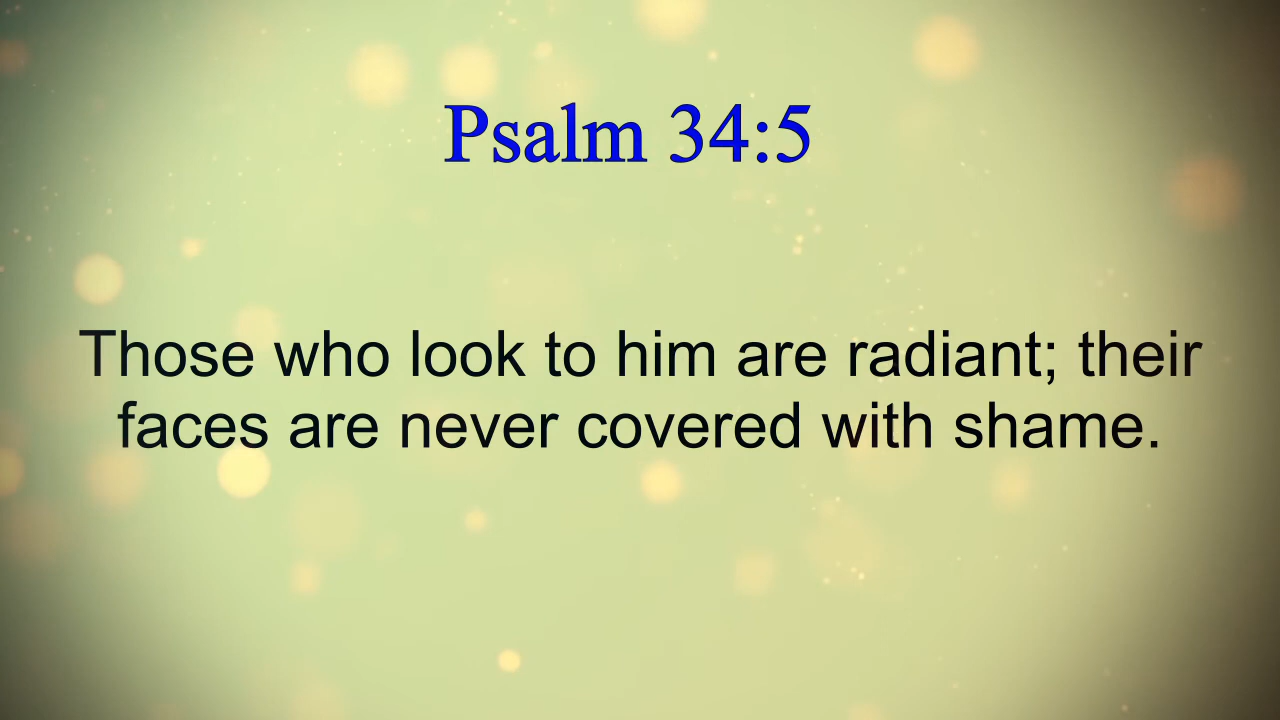 Psalm 34:5
Those who look to him are radiant; their
faces are never covered with shame.